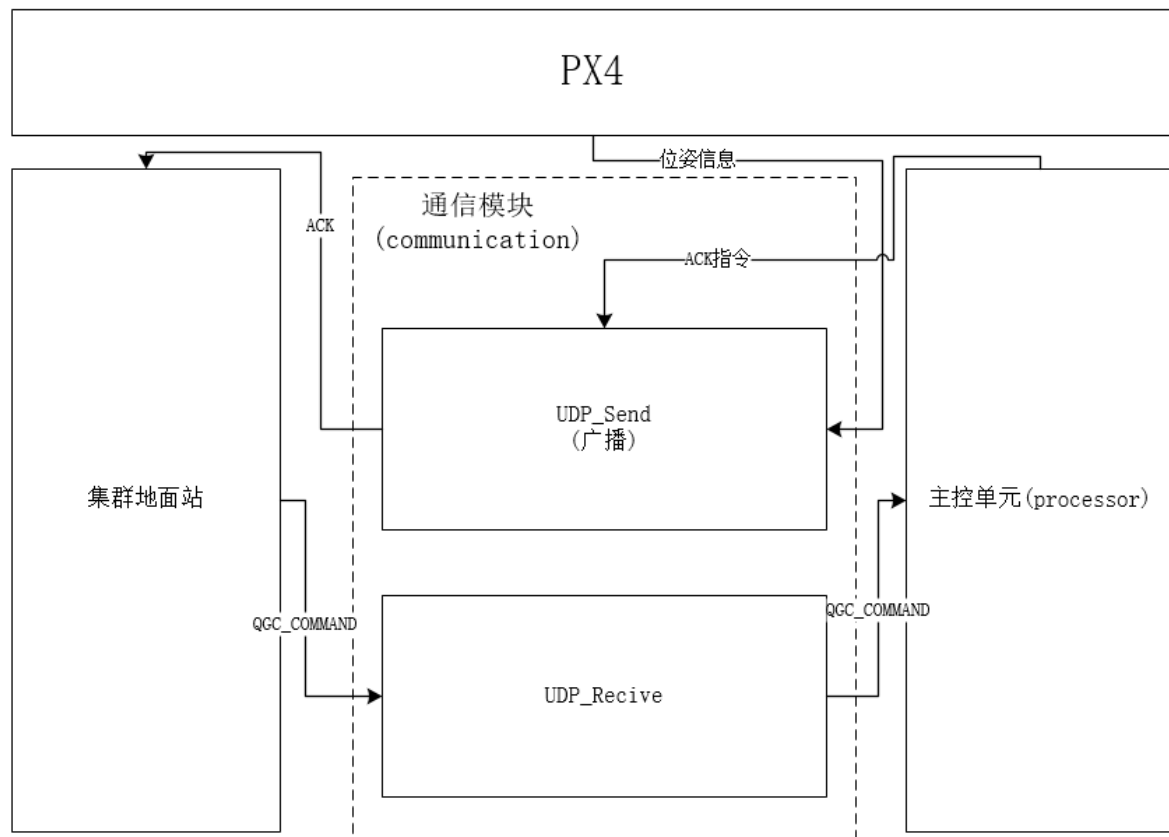 PX4
位姿信息
通信模块
(communication)
ACK
ACK指令
UDP_Send
(广播)
集群地面站
主控单元(processor)
QGC_COMMAND
QGC_COMMAND
UDP_Recive